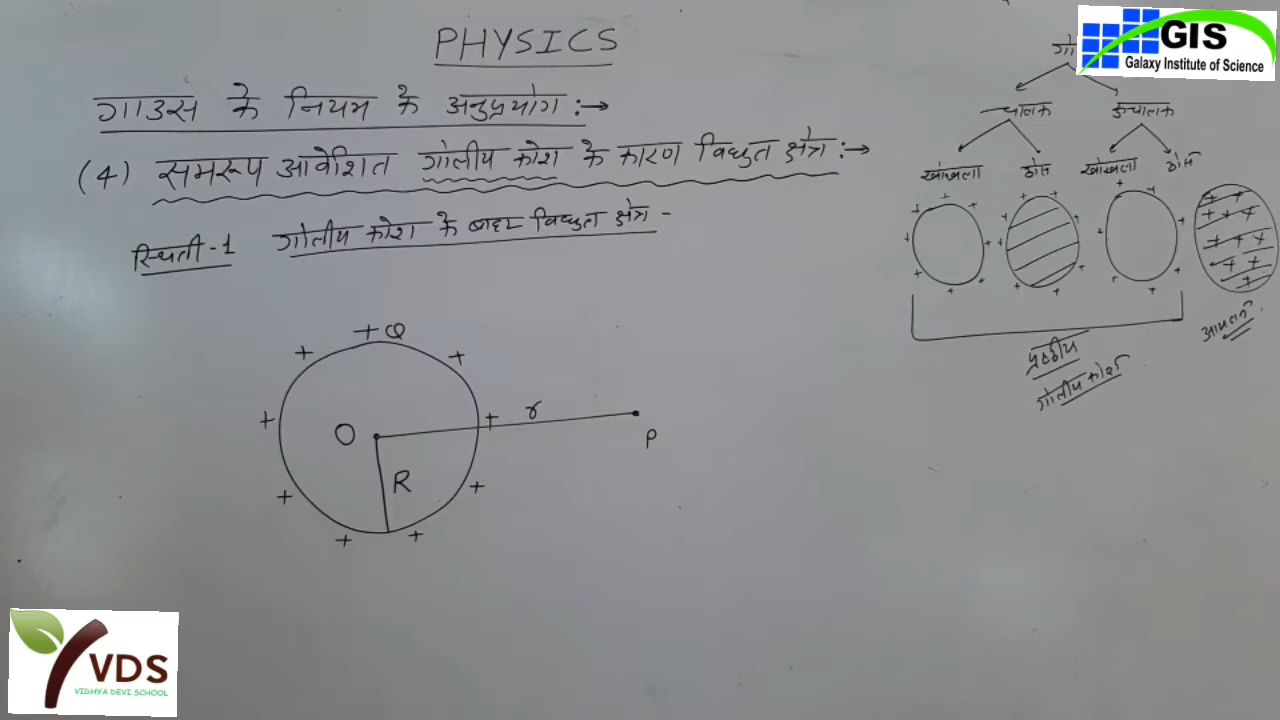 PHYSICS
गाउस के नियम के अनुप्रयोग :→
(4) समरूप आवेशित गोलीय कोश के कारण विधुत क्षेत्र :→
स्थिती-1 गोलीय कोश के बाहर विधुत क्षेत्र -
+Q
O
r
R
P
GIS
Galaxy Institute of Science
चालक कुचालक
खोखला ठोस खोखला ठोस
पृष्ठीय
गोलीय कोश
VDS
VIDHYA DEVI SCHOOL